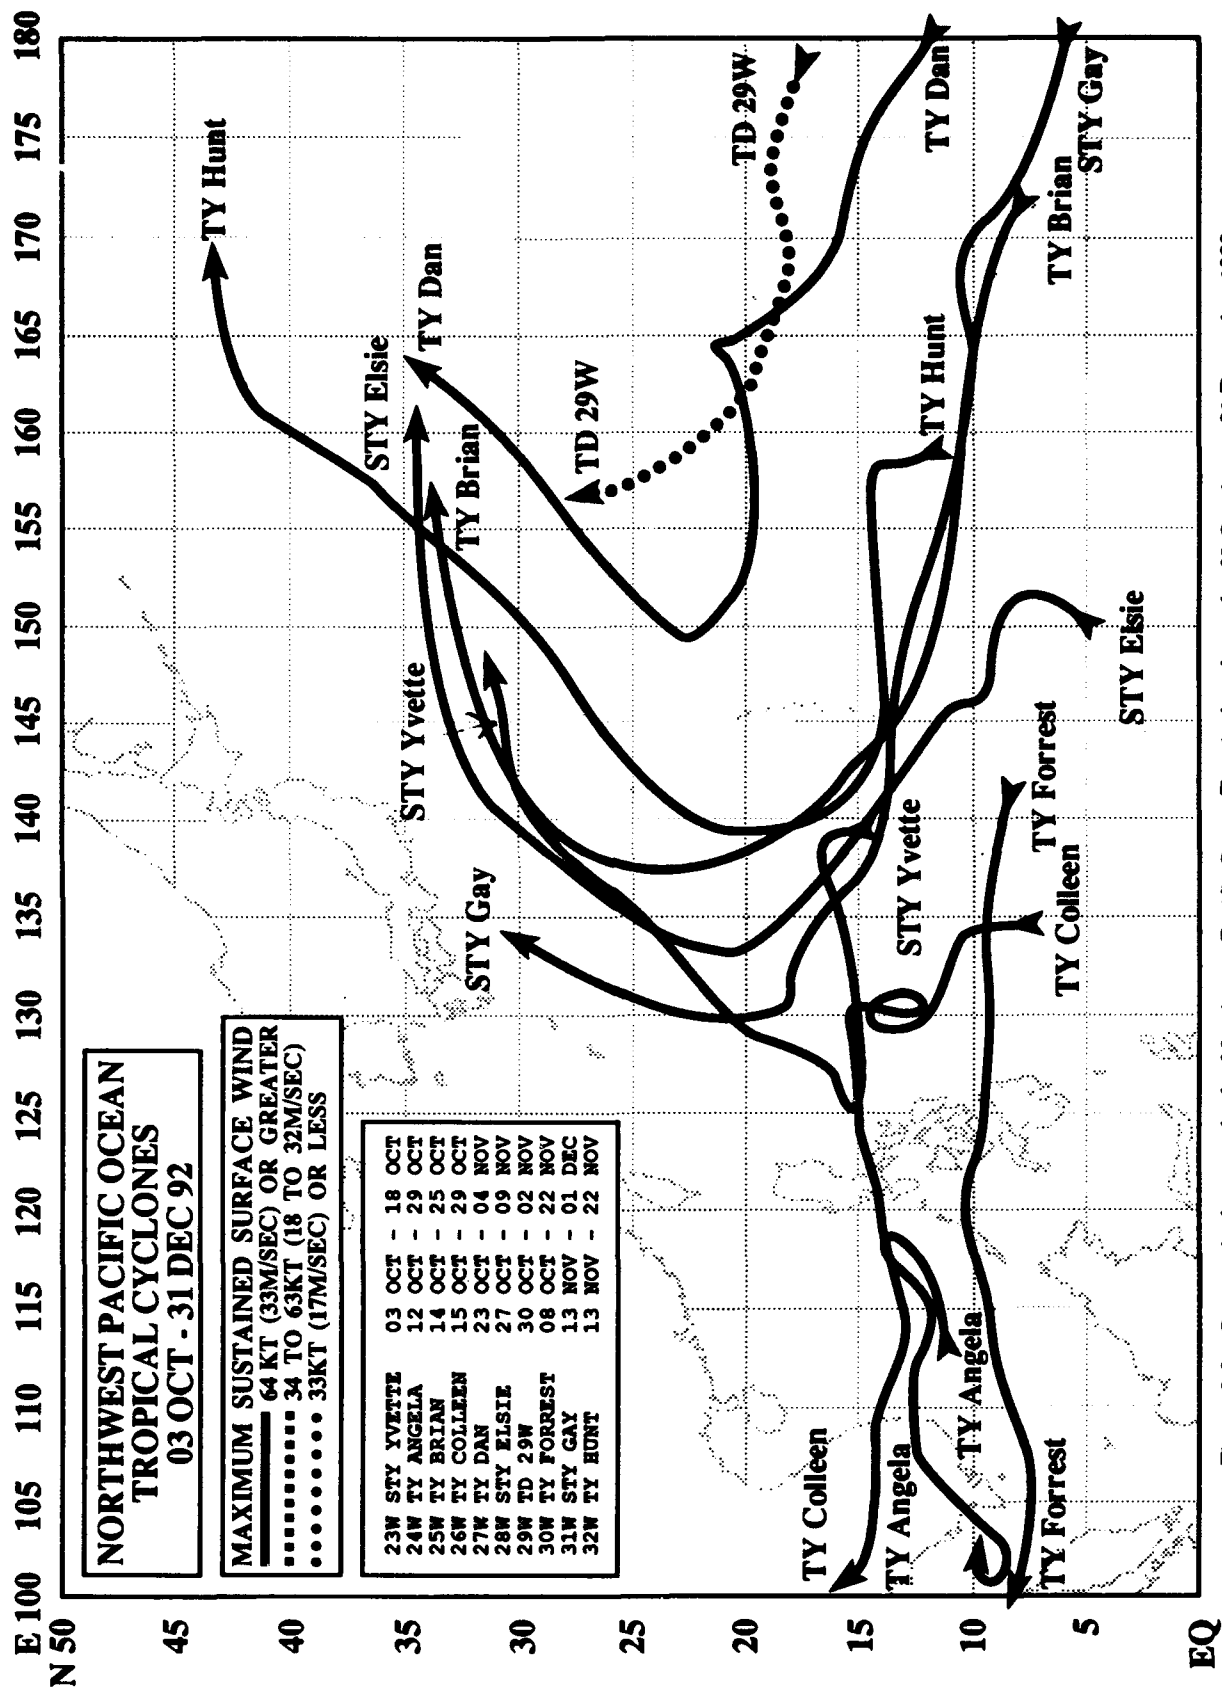 NORTHWEST PACIFIC OCEAN
TROPICAL CYCLONES
03 OCT - 31 DEC 92
MAXIMUM SUSTAINED SURFACE WIND
64 KT (33M/SEC) OR GREATER
34 TO 63KT (18 TO 32M/SEC)
33KT (17M/SEC) OR LESS
23W STY YVETTE 03 OCT - 18 OCT
24W TY ANGELA 12 OCT - 29 OCT
25W TY BRIAN 14 OCT - 25 OCT
26W TY COLLEEN 15 OCT - 29 OCT
27W TY DAN 23 OCT - 04 NOV
28W STY ELSIE 27 OCT - 09 NOV
29W TD 29W 30 OCT - 02 NOV
30W TY FORREST 08 OCT - 22 NOV
31W STY GAY 13 NOV - 01 DEC
32W TY HUNT 13 NOV - 22 NOV
E 100 105 110 115 120 125 130 135 140 145 150 155 160 165 170 175 180
N 50
45
40
35
30
25
20
15
10
5
EQ
TY Hunt
STY Elsie
TY Dan
TY Brian
STY Yvette
STY Gay
TD 29W
TD 29W
TY Dan
STY Gay
TY Brian
TY Hunt
STY Elsie
TY Forrest
STY Yvette
TY Colleen
TY Colleen
TY Angela
TY Angela
TY Forrest